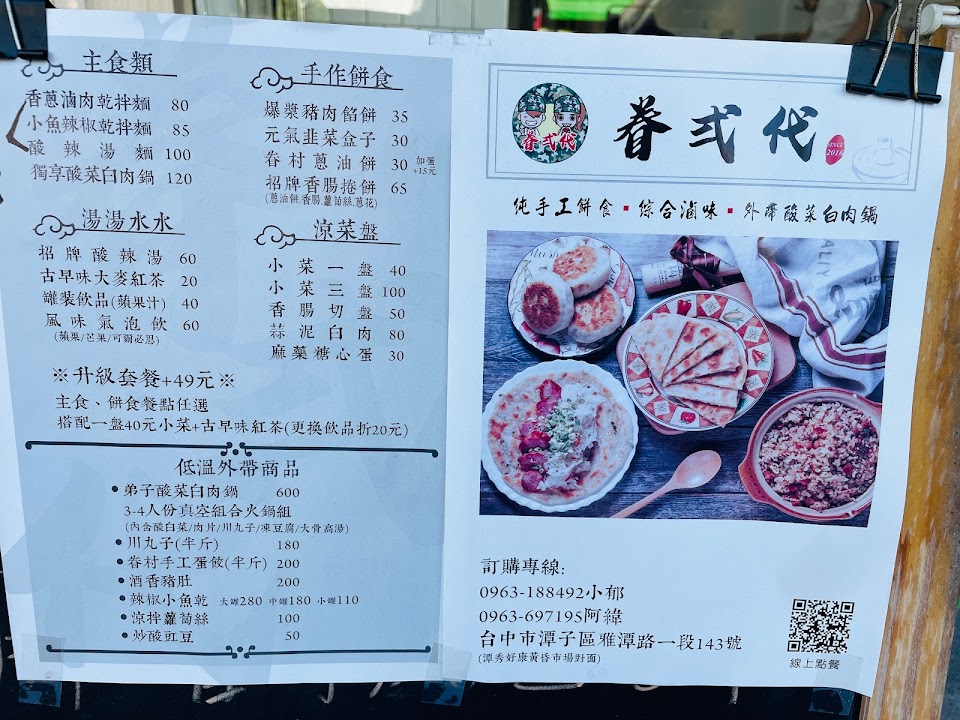 主食類
香蔥滷肉乾拌麵 80
小魚辣椒乾拌麵 85
酸辣湯麵 100
獨享酸菜白肉鍋 120
湯湯水水
招牌酸辣湯 60
古早味大麥紅茶 20
罐裝飲品(蘋果汁) 40
風味氣泡飲 60
(蘋果/芒果/可爾必思)
手作餅食
爆漿豬肉餡餅 35
元氣韭菜盒子 30
眷村蔥油餅 30 加蛋+15元
招牌香腸捲餅 65
(蔥油餅.香腸.蘿蔔絲.蔥花)
涼菜盤
小菜一盤 40
小菜三盤 100
香腸切盤 50
蒜泥白肉 80
麻藥糖心蛋 30
※升級套餐+49元※
主食、餅食餐點任選
搭配一盤40元小菜+古早味紅茶(更換飲品折20元)
低溫外帶商品
• 弟子酸菜白肉鍋 600
3-4人份真空組合火鍋組
(內含酸白菜/肉片/川丸子/凍豆腐/大骨高湯)
• 川丸子(半斤) 180
• 眷村手工蛋餃(半斤) 200
• 酒香豬肚 200
• 辣椒小魚乾 大罐280 中罐180 小罐110
• 涼拌蘿蔔絲 100
• 炒酸豇豆 50
眷弍代
眷弍代
SINCE 2016
純手工餅食▪綜合滷味▪外帶酸菜白肉鍋
訂購專線:
0963-188492小郁
0963-697195阿緯
台中市潭子區雅潭路一段143號
(潭秀好康黃昏市場對面)
線上點餐